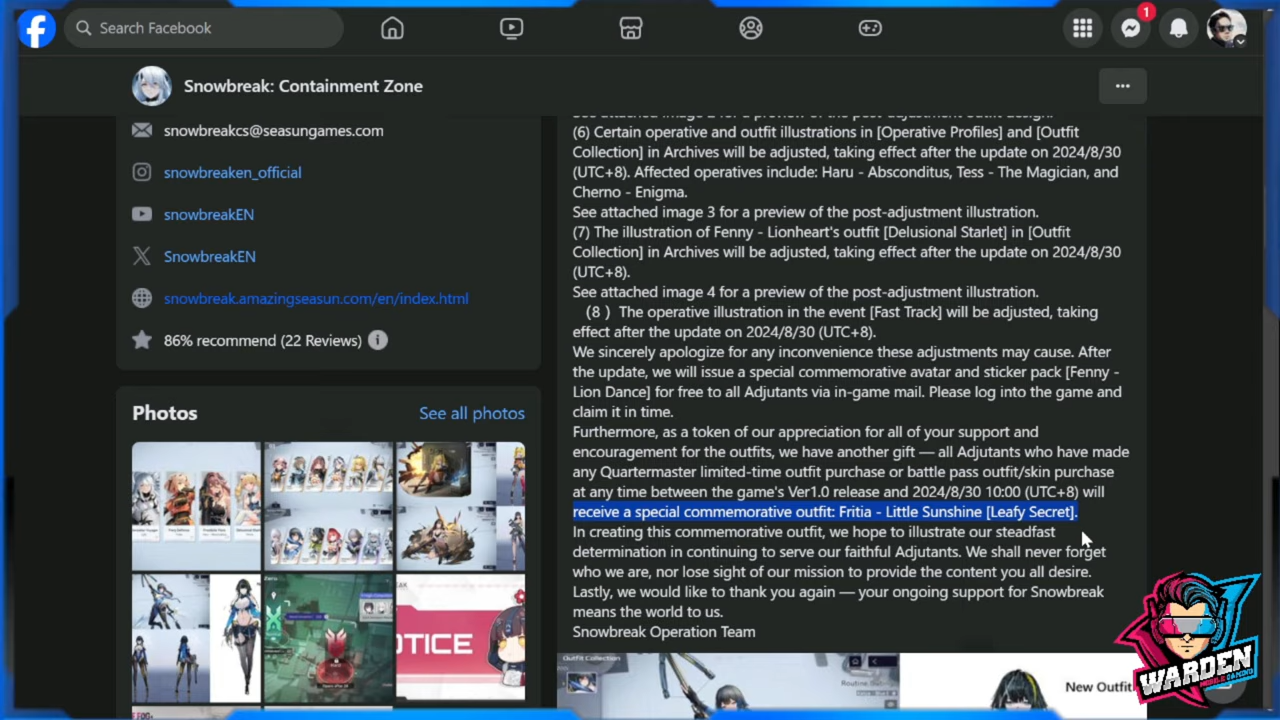 Search Facebook
1
Snowbreak: Containment Zone
snowbreakcs@seasungames.com
snowbreaken_official
snowbreakEN
SnowbreakEN
snowbreak.amazingseasun.com/en/index.html
86% recommend (22 Reviews)
Photos
See all photos
NOTICE
(6) Certain operative and outfit illustrations in [Operative Profiles] and [Outfit
Collection] in Archives will be adjusted, taking effect after the update on 2024/8/30
(UTC+8). Affected operatives include: Haru - Absconditus, Tess - The Magician, and
Cherno - Enigma.
See attached image 3 for a preview of the post-adjustment illustration.
(7) The illustration of Fenny - Lionheart's outfit [Delusional Starlet] in [Outfit
Collection] in Archives will be adjusted, taking effect after the update on 2024/8/30
(UTC+8).
See attached image 4 for a preview of the post-adjustment illustration.
（8 ）The operative illustration in the event [Fast Track] will be adjusted, taking
effect after the update on 2024/8/30 (UTC+8).
We sincerely apologize for any inconvenience these adjustments may cause. After
the update, we will issue a special commemorative avatar and sticker pack [Fenny -
Lion Dance] for free to all Adjutants via in-game mail. Please log into the game and
claim it in time.
Furthermore, as a token of our appreciation for all of your support and
encouragement for the outfits, we have another gift — all Adjutants who have made
any Quartermaster limited-time outfit purchase or battle pass outfit/skin purchase
at any time between the game's Ver1.0 release and 2024/8/30 10:00 (UTC+8) will
receive a special commemorative outfit: Fritia - Little Sunshine [Leafy Secret].
In creating this commemorative outfit, we hope to illustrate our steadfast
determination in continuing to serve our faithful Adjutants. We shall never forget
who we are, nor lose sight of our mission to provide the content you all desire.
Lastly, we would like to thank you again — your ongoing support for Snowbreak
means the world to us.
Snowbreak Operation Team
Outfit Collection
New Outfit
WARDEN
MOBILE GAMING